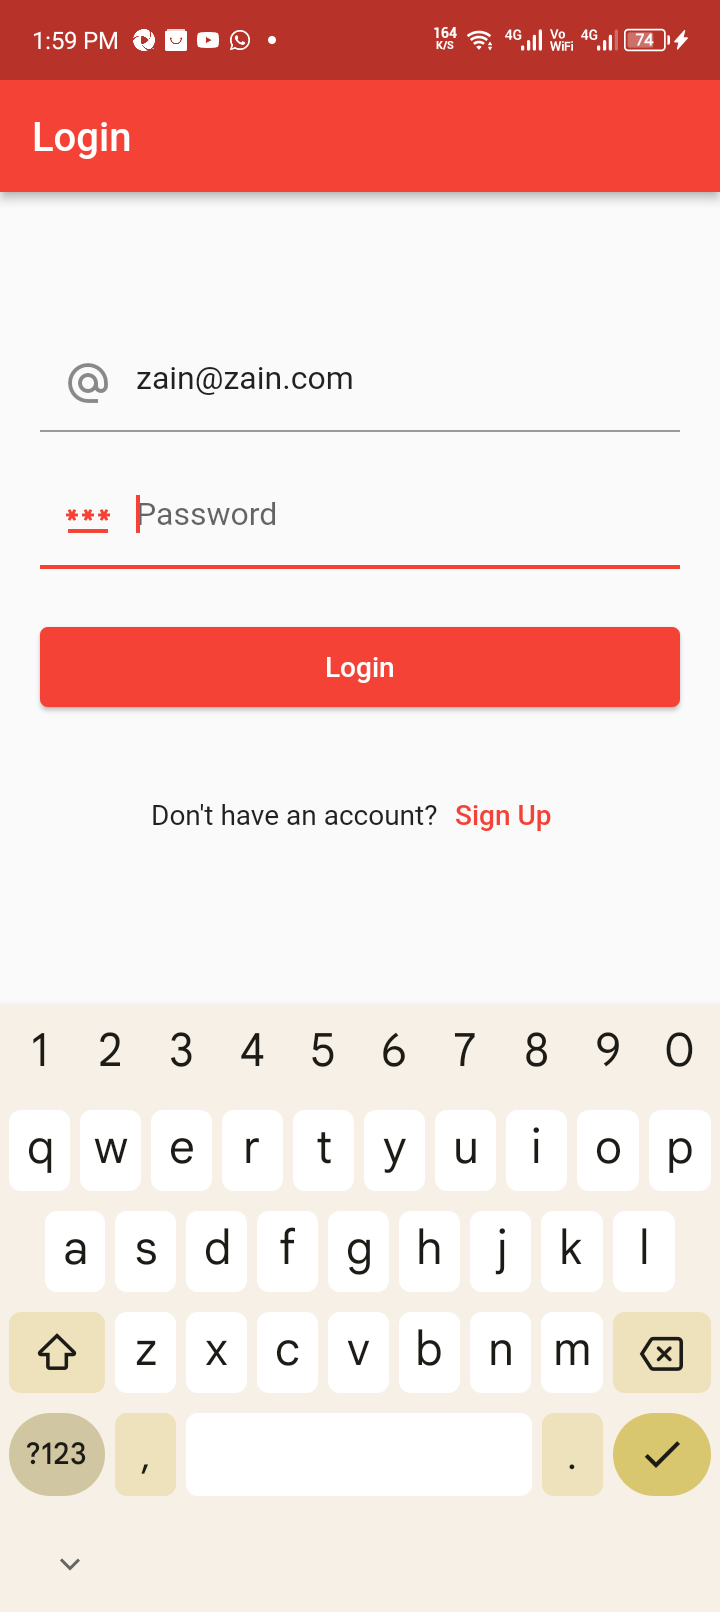 1:59 PM 164 K/S 4G Vo WiFi 4G 74
Login
zain@zain.com
*** Password
Login
Don't have an account? Sign Up
1 2 3 4 5 6 7 8 9 0
q w e r t y u i o p
a s d f g h j k l
z x c v b n m
?123 , .